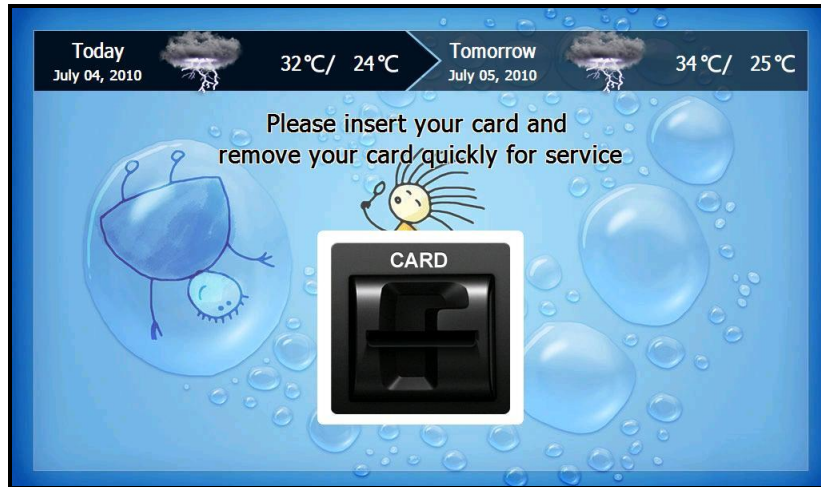 Today
July 04, 2010
32℃/ 24℃
Tomorrow
July 05, 2010
34℃/ 25℃
Please insert your card and
remove your card quickly for service
CARD